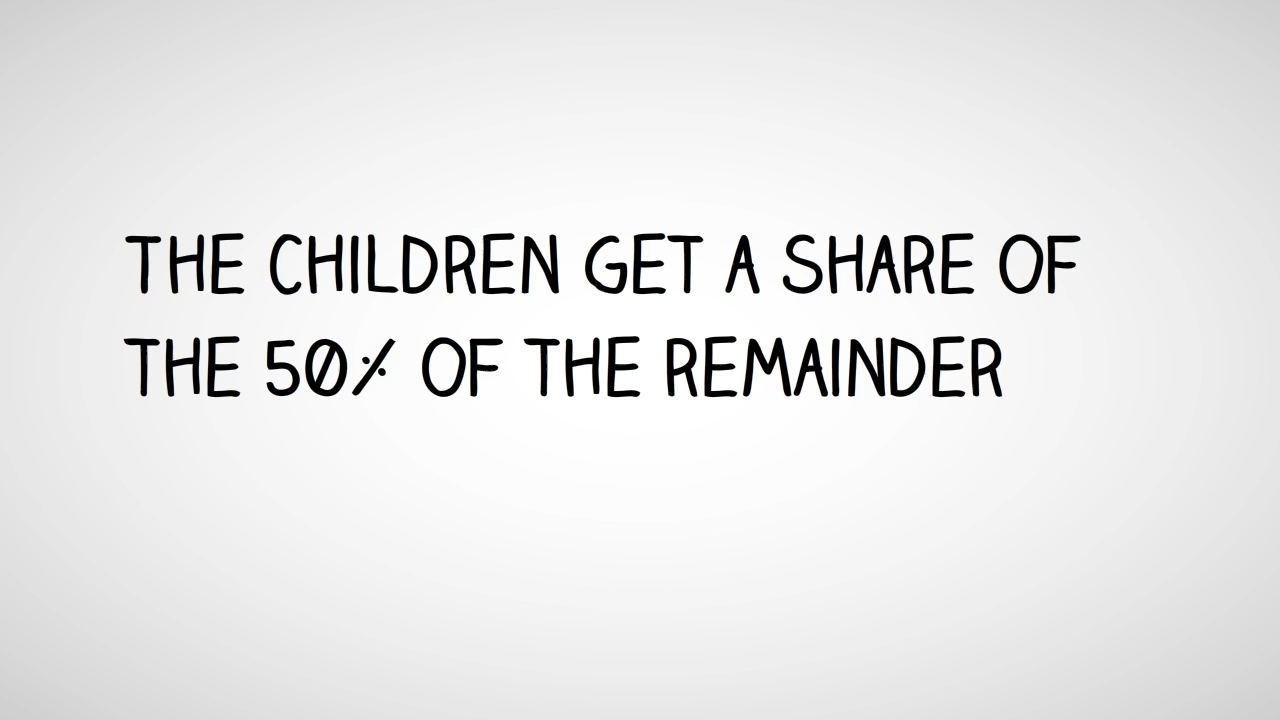 THE CHILDREN GET A SHARE OF
THE 50% OF THE REMAINDER